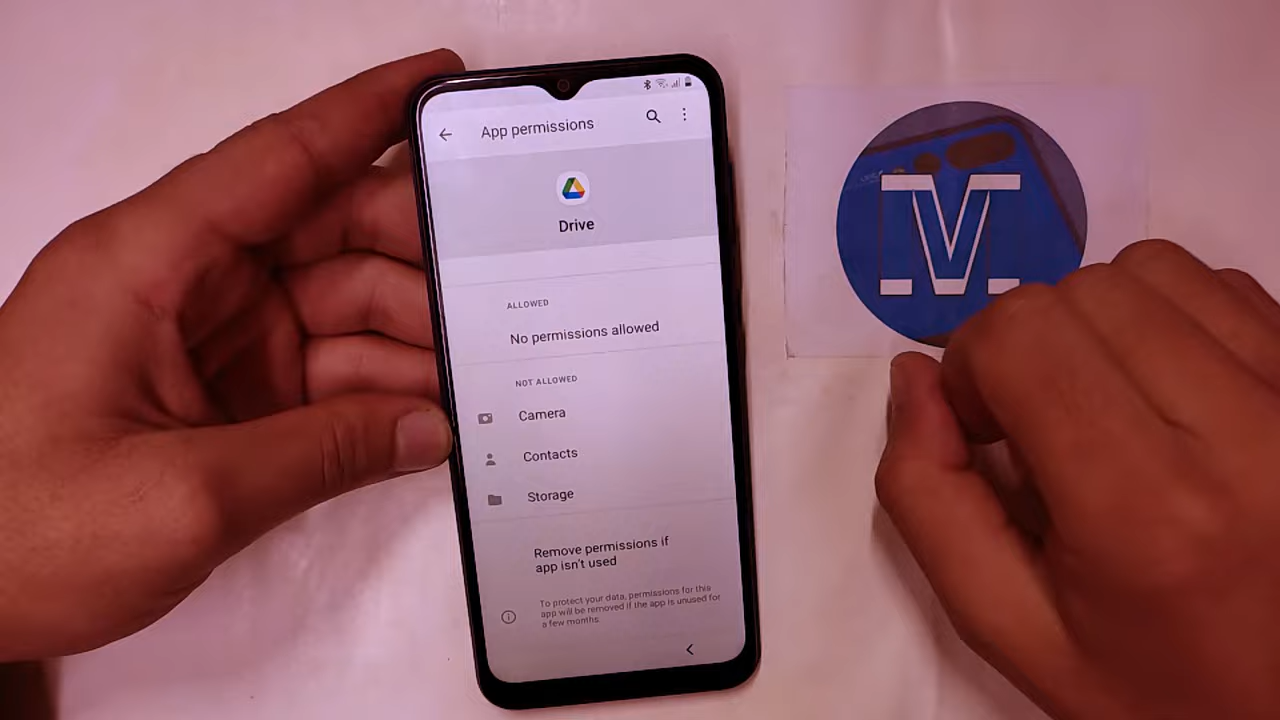 App permissions
Drive
ALLOWED
No permissions allowed
NOT ALLOWED
Camera
Contacts
Storage
Remove permissions if
app isn't used
To protect your data, permissions for this
app will be removed if the app is unused for
a few months.
M